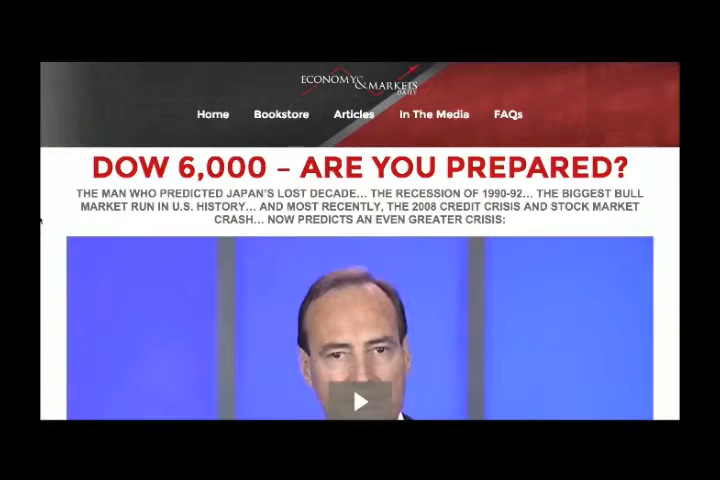 ECONOMY & MARKETS
DAILY
Home Bookstore Articles In The Media FAQs
DOW 6,000 – ARE YOU PREPARED?
THE MAN WHO PREDICTED JAPAN'S LOST DECADE... THE RECESSION OF 1990-92... THE BIGGEST BULL
MARKET RUN IN U.S. HISTORY... AND MOST RECENTLY, THE 2008 CREDIT CRISIS AND STOCK MARKET
CRASH... NOW PREDICTS AN EVEN GREATER CRISIS: